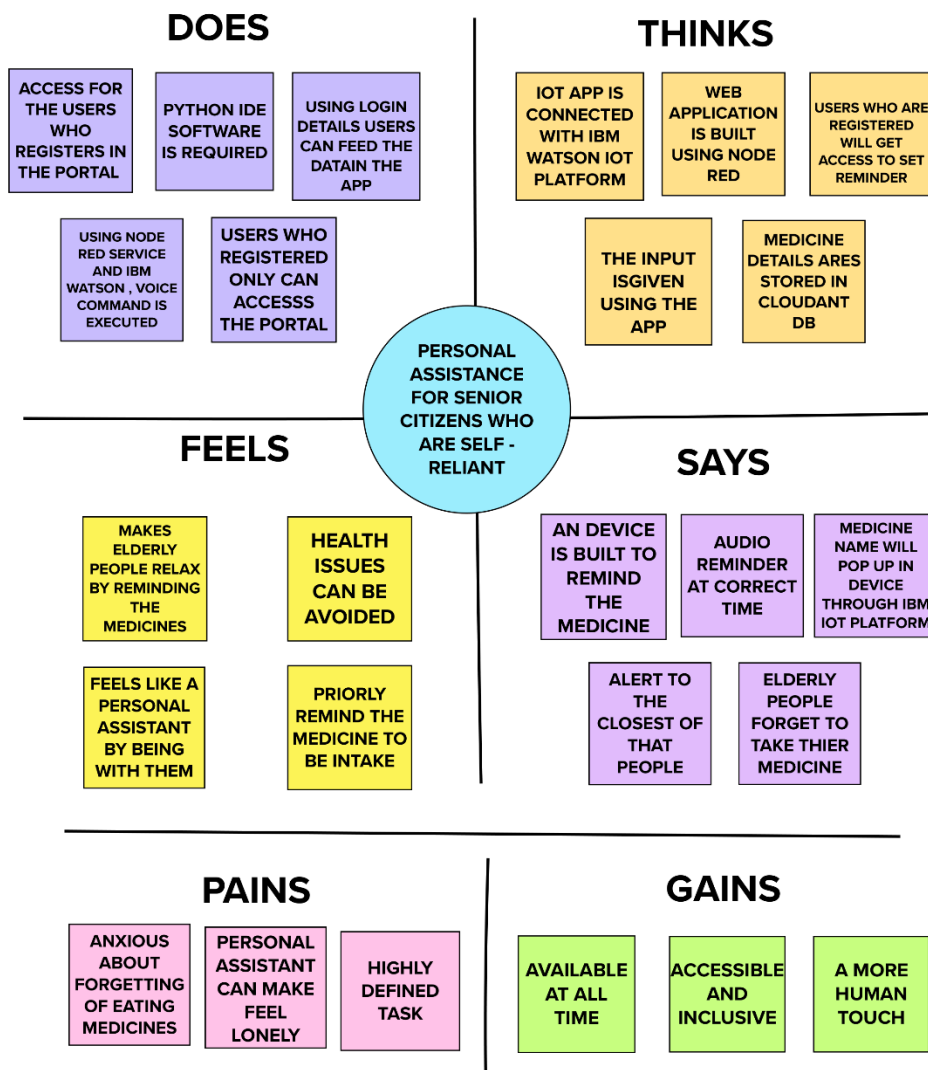 DOES
ACCESS FOR
THE USERS
WHO
REGISTERS IN
THE PORTAL
PYTHON IDE
SOFTWARE
IS REQUIRED
USING LOGIN
DETAILS USERS
CAN FEED THE
DATAIN THE
APP
USING NODE
RED SERVICE
AND IBM
WATSON , VOICE
COMMAND IS
EXECUTED
USERS WHO
REGISTERED
ONLY CAN
ACCESSS
THE PORTAL
THINKS
IOT APP IS
CONNECTED
WITH IBM
WATSON IOT
PLATFORM
WEB
APPLICATION
IS BUILT
USING NODE
RED
USERS WHO ARE
REGISTERED
WILL GET
ACCESS TO SET
REMINDER
THE INPUT
ISGIVEN
USING THE
APP
MEDICINE
DETAILS ARES
STORED IN
CLOUDANT
DB
PERSONAL
ASSISTANCE
FOR SENIOR
CITIZENS WHO
ARE SELF -
RELIANT
FEELS
MAKES
ELDERLY
PEOPLE RELAX
BY REMINDING
THE
MEDICINES
HEALTH
ISSUES
CAN BE
AVOIDED
FEELS LIKE A
PERSONAL
ASSISTANT
BY BEING
WITH THEM
PRIORLY
REMIND THE
MEDICINE TO
BE INTAKE
SAYS
AN DEVICE
IS BUILT TO
REMIND
THE
MEDICINE
AUDIO
REMINDER
AT CORRECT
TIME
MEDICINE
NAME WILL
POP UP IN
DEVICE
THROUGH IBM
IOT PLATFORM
ALERT TO
THE
CLOSEST OF
THAT
PEOPLE
ELDERLY
PEOPLE
FORGET TO
TAKE THIER
MEDICINE
PAINS
ANXIOUS
ABOUT
FORGETTING
OF EATING
MEDICINES
PERSONAL
ASSISTANT
CAN MAKE
FEEL
LONELY
HIGHLY
DEFINED
TASK
GAINS
AVAILABLE
AT ALL
TIME
ACCESSIBLE
AND
INCLUSIVE
A MORE
HUMAN
TOUCH